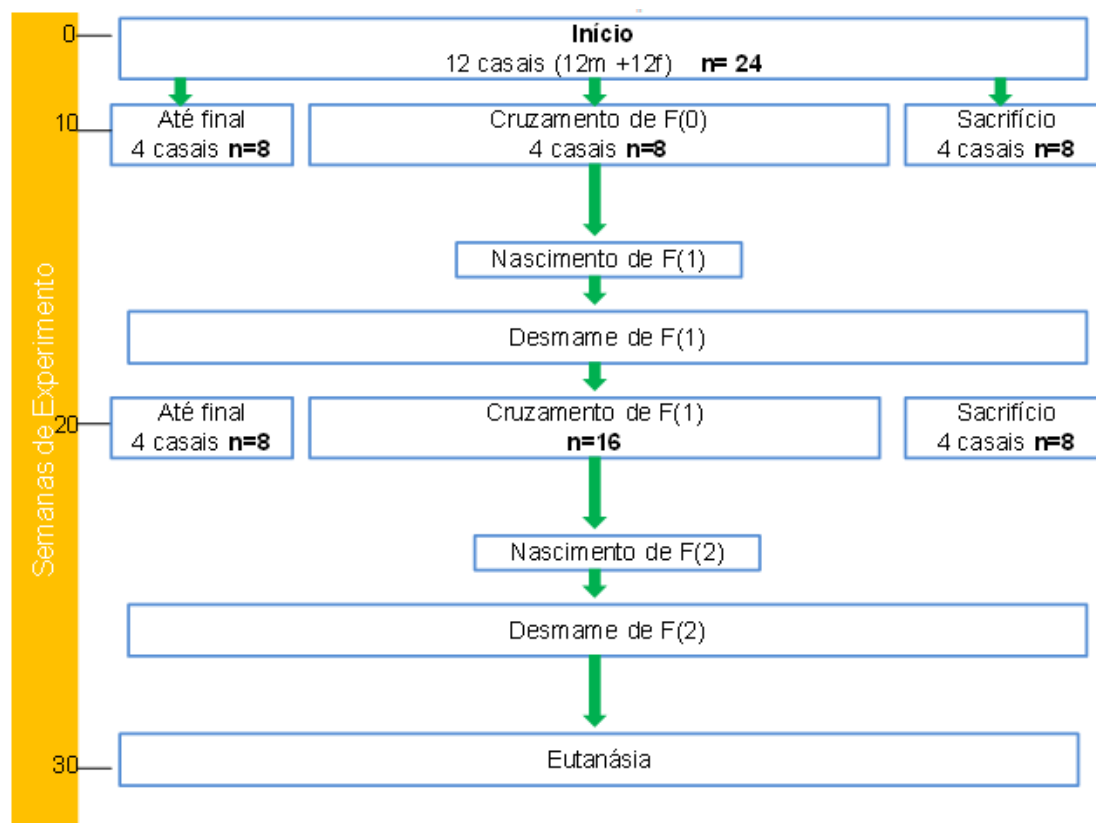 Semanas de Experimento
0
Início
12 casais (12m +12f) n= 24
10
Até final
4 casais n=8
Cruzamento de F(0)
4 casais n=8
Sacrifício
4 casais n=8
Nascimento de F(1)
Desmame de F(1)
20
Até final
4 casais n=8
Cruzamento de F(1)
n=16
Sacrifício
4 casais n=8
Nascimento de F(2)
Desmame de F(2)
30
Eutanásia